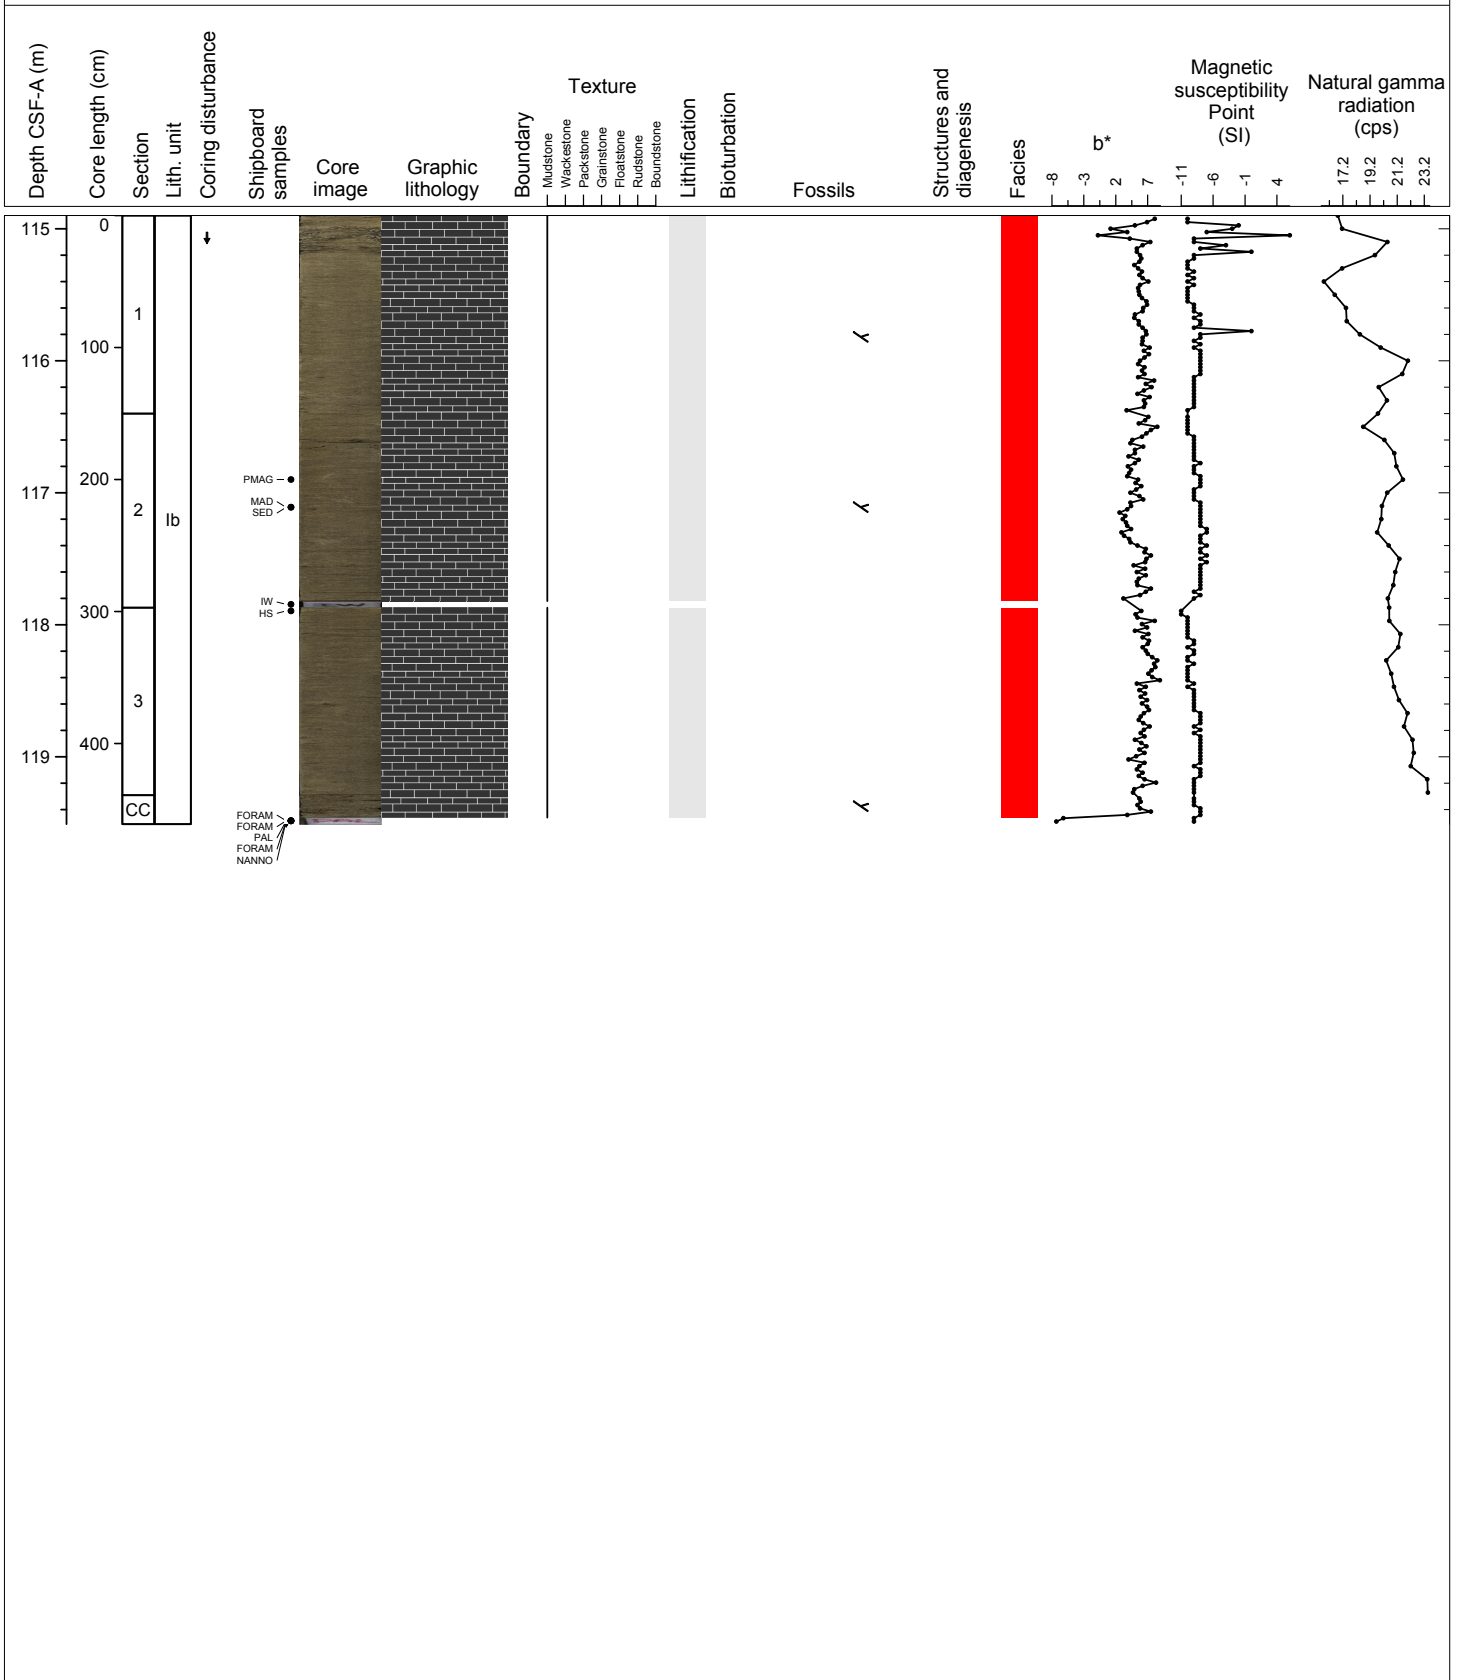 Depth CSF-A (m)
Core length (cm)
Section
Lith. unit
Coring disturbance
Shipboard
samples
Core
image
Graphic
lithology
Boundary
Texture
Mudstone
Wackestone
Packstone
Grainstone
Floatstone
Rudstone
Boundstone
Lithification
Bioturbation
Fossils
Structures and
diagenesis
Facies
b*
-8
-3
2
7
Magnetic
susceptibility
Point
(SI)
-11
-6
-1
4
Natural gamma
radiation
(cps)
17.2
19.2
21.2
23.2
115
116
117
118
119
0
100
200
300
400
1
2
3
CC
Ib
PMAG
MAD
SED
IW
HS
FORAM
FORAM
PAL
FORAM
NANNO